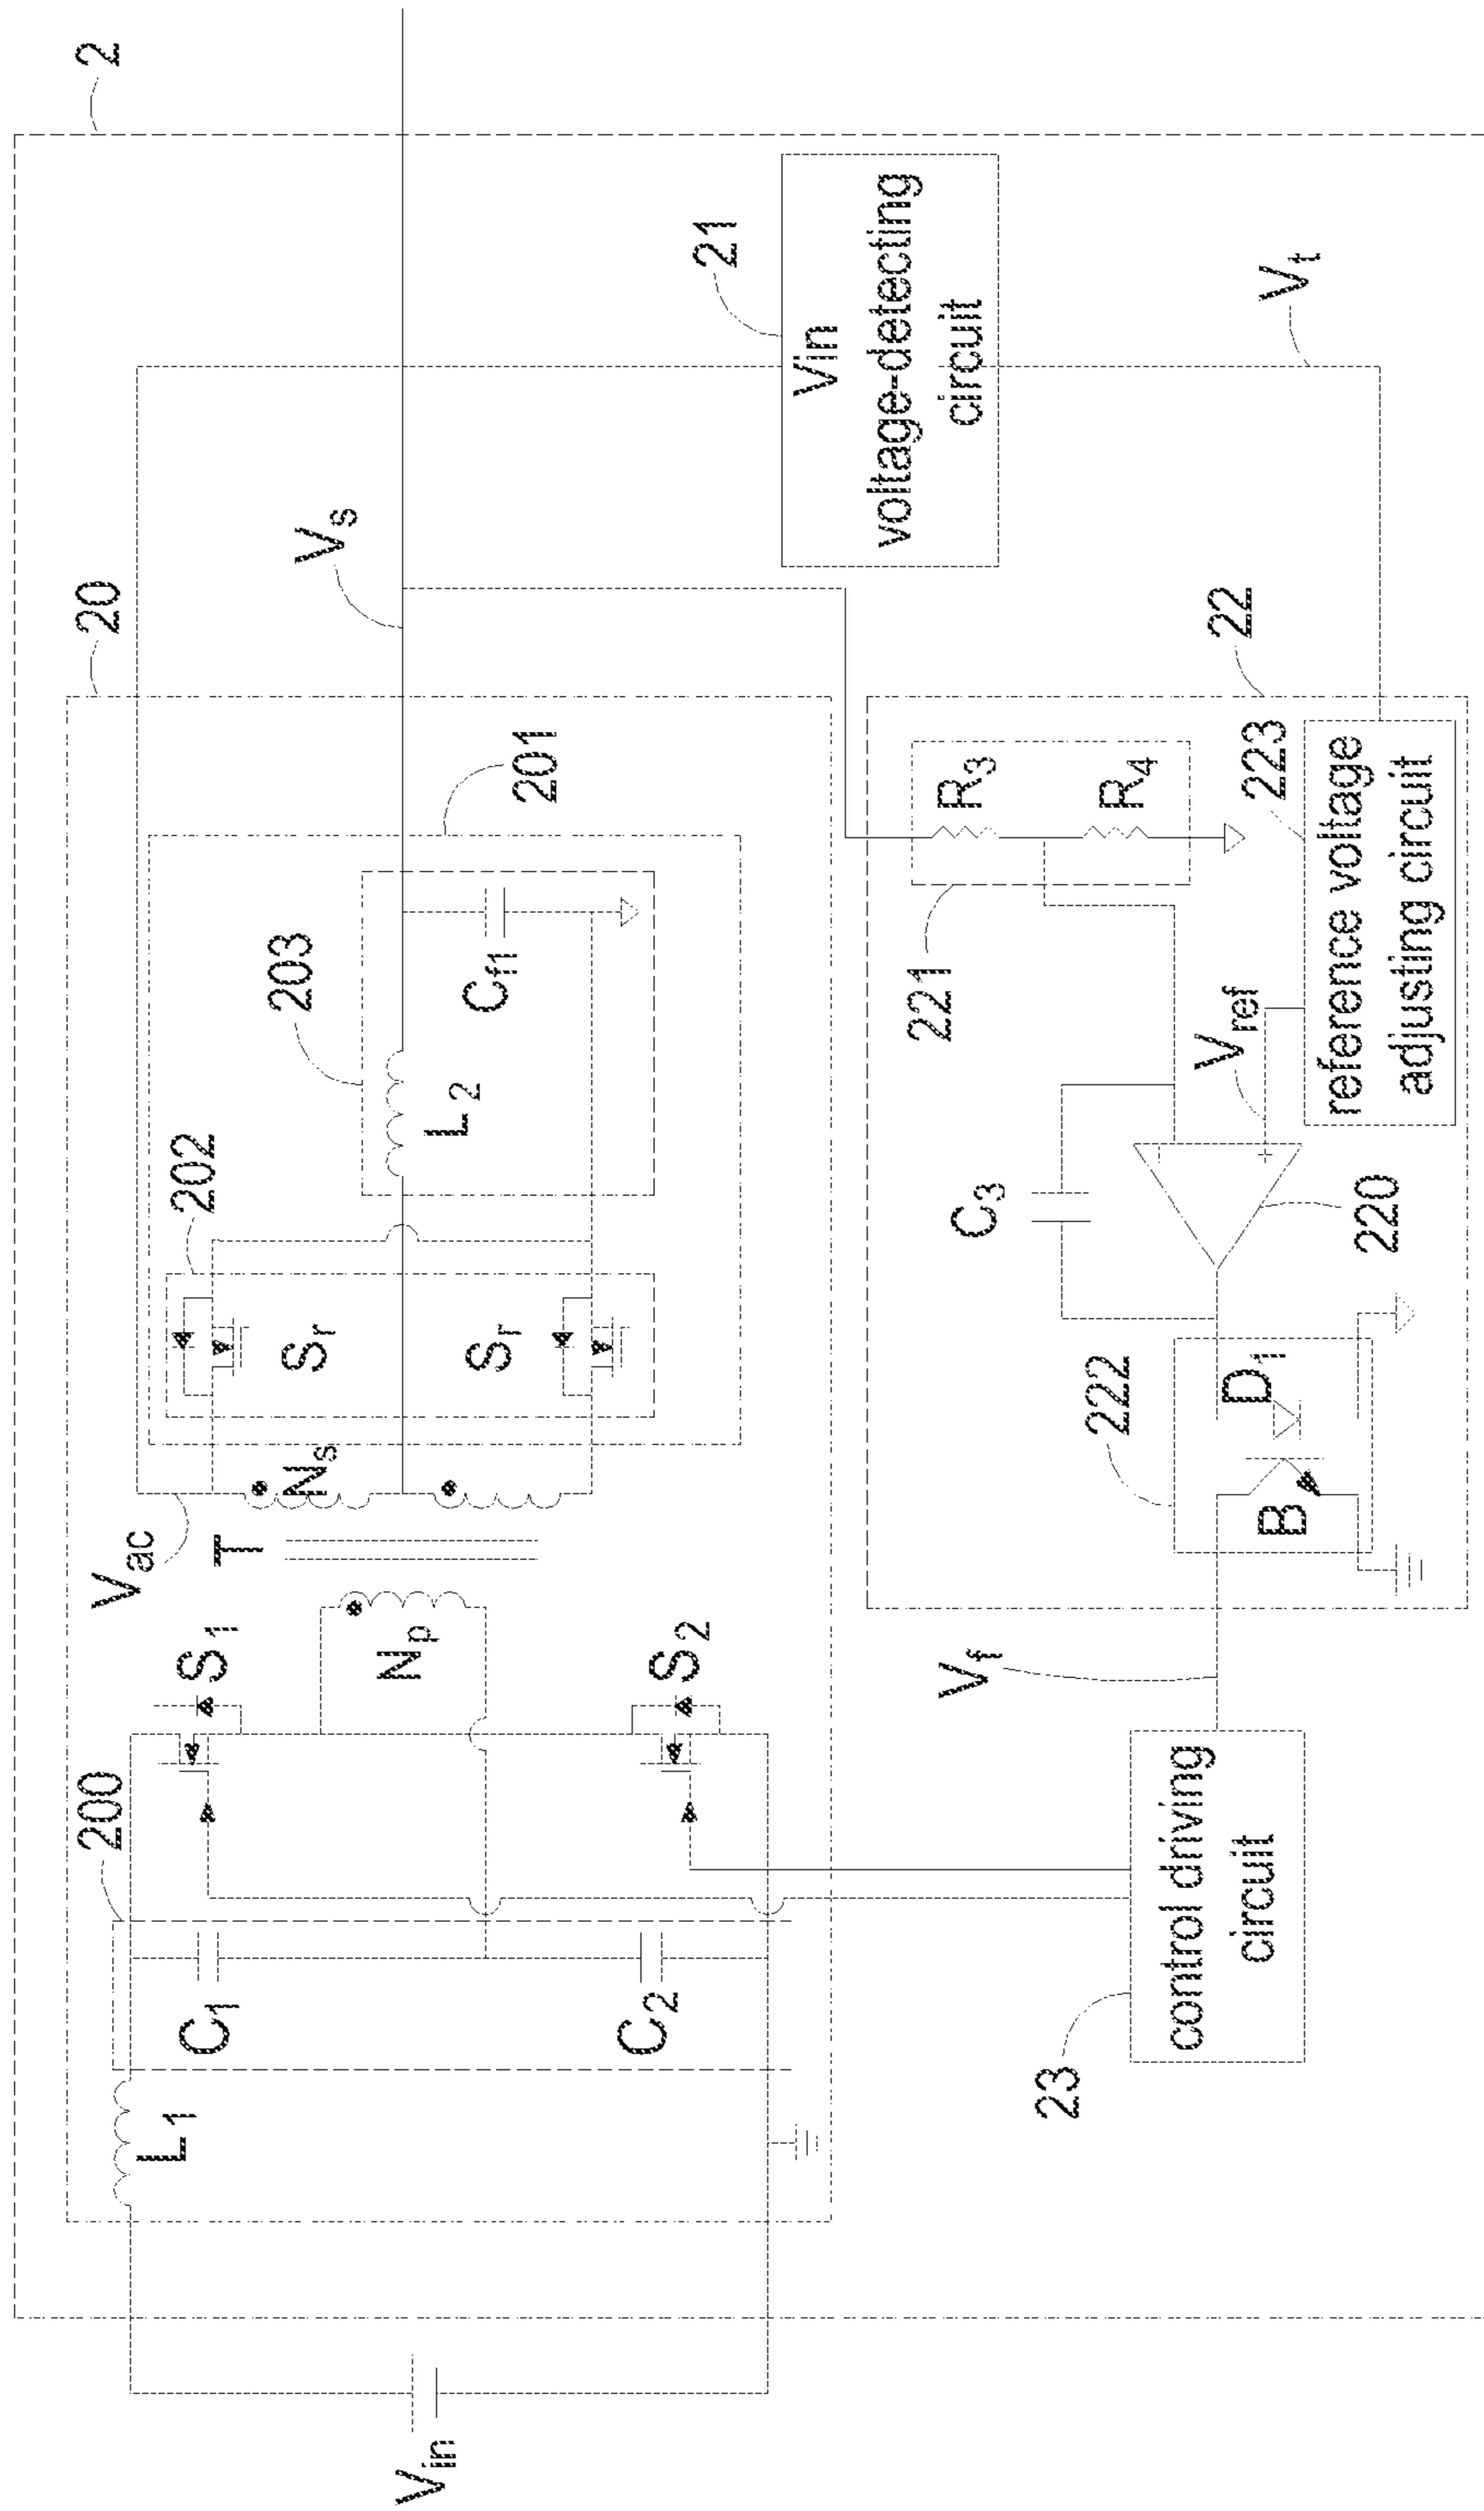 2
20
200
L₁
C₁
C₂
S₁
S₂
Nₚ
T
Vac
Nₛ
202
Sᵣ
Sᵣ
203
L₂
Cf1
201
Vₛ
Vin
21
Vin
voltage-detecting
circuit
Vₜ
22
221
R₃
R₄
223
reference voltage
adjusting circuit
Vref
C₃
220
-
+
222
D₁
B
Vf
23
control driving
circuit